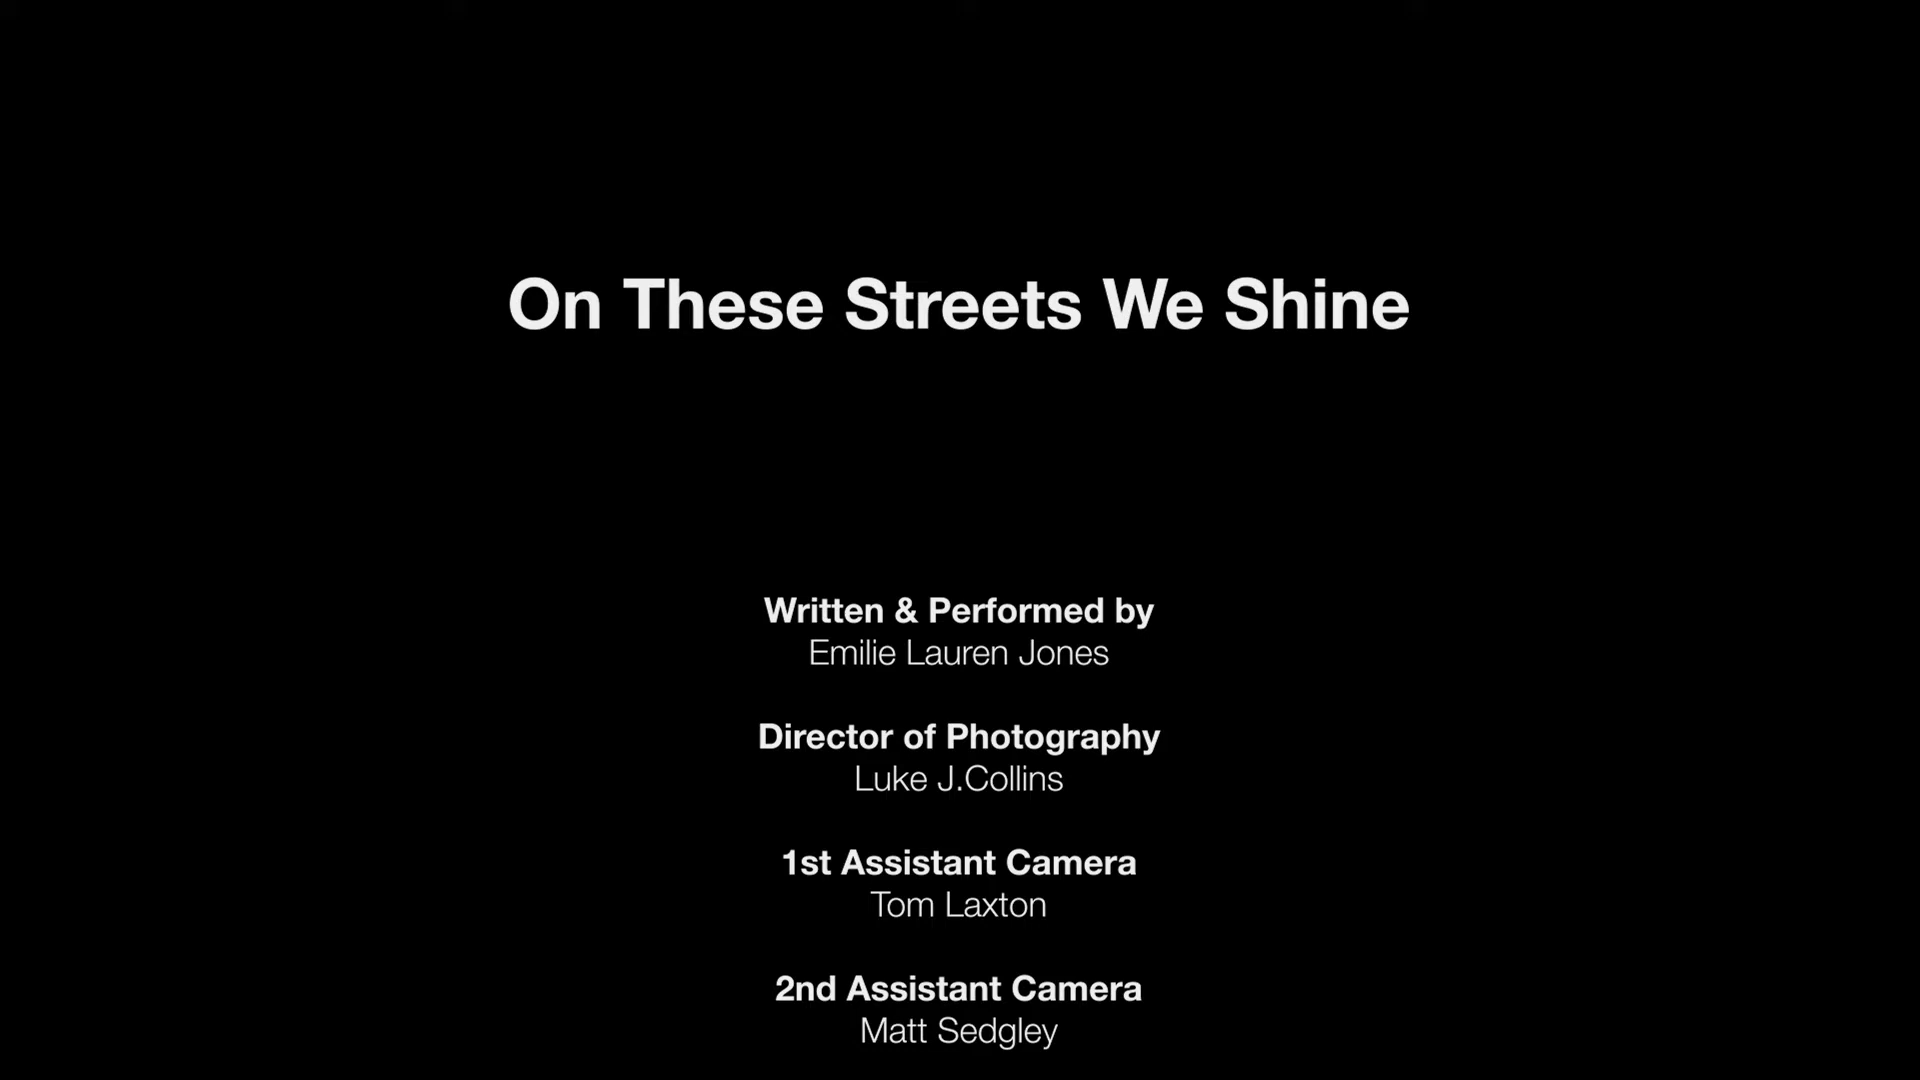 On These Streets We Shine
Written & Performed by
Emilie Lauren Jones
Director of Photography
Luke J.Collins
1st Assistant Camera
Tom Laxton
2nd Assistant Camera
Matt Sedgley